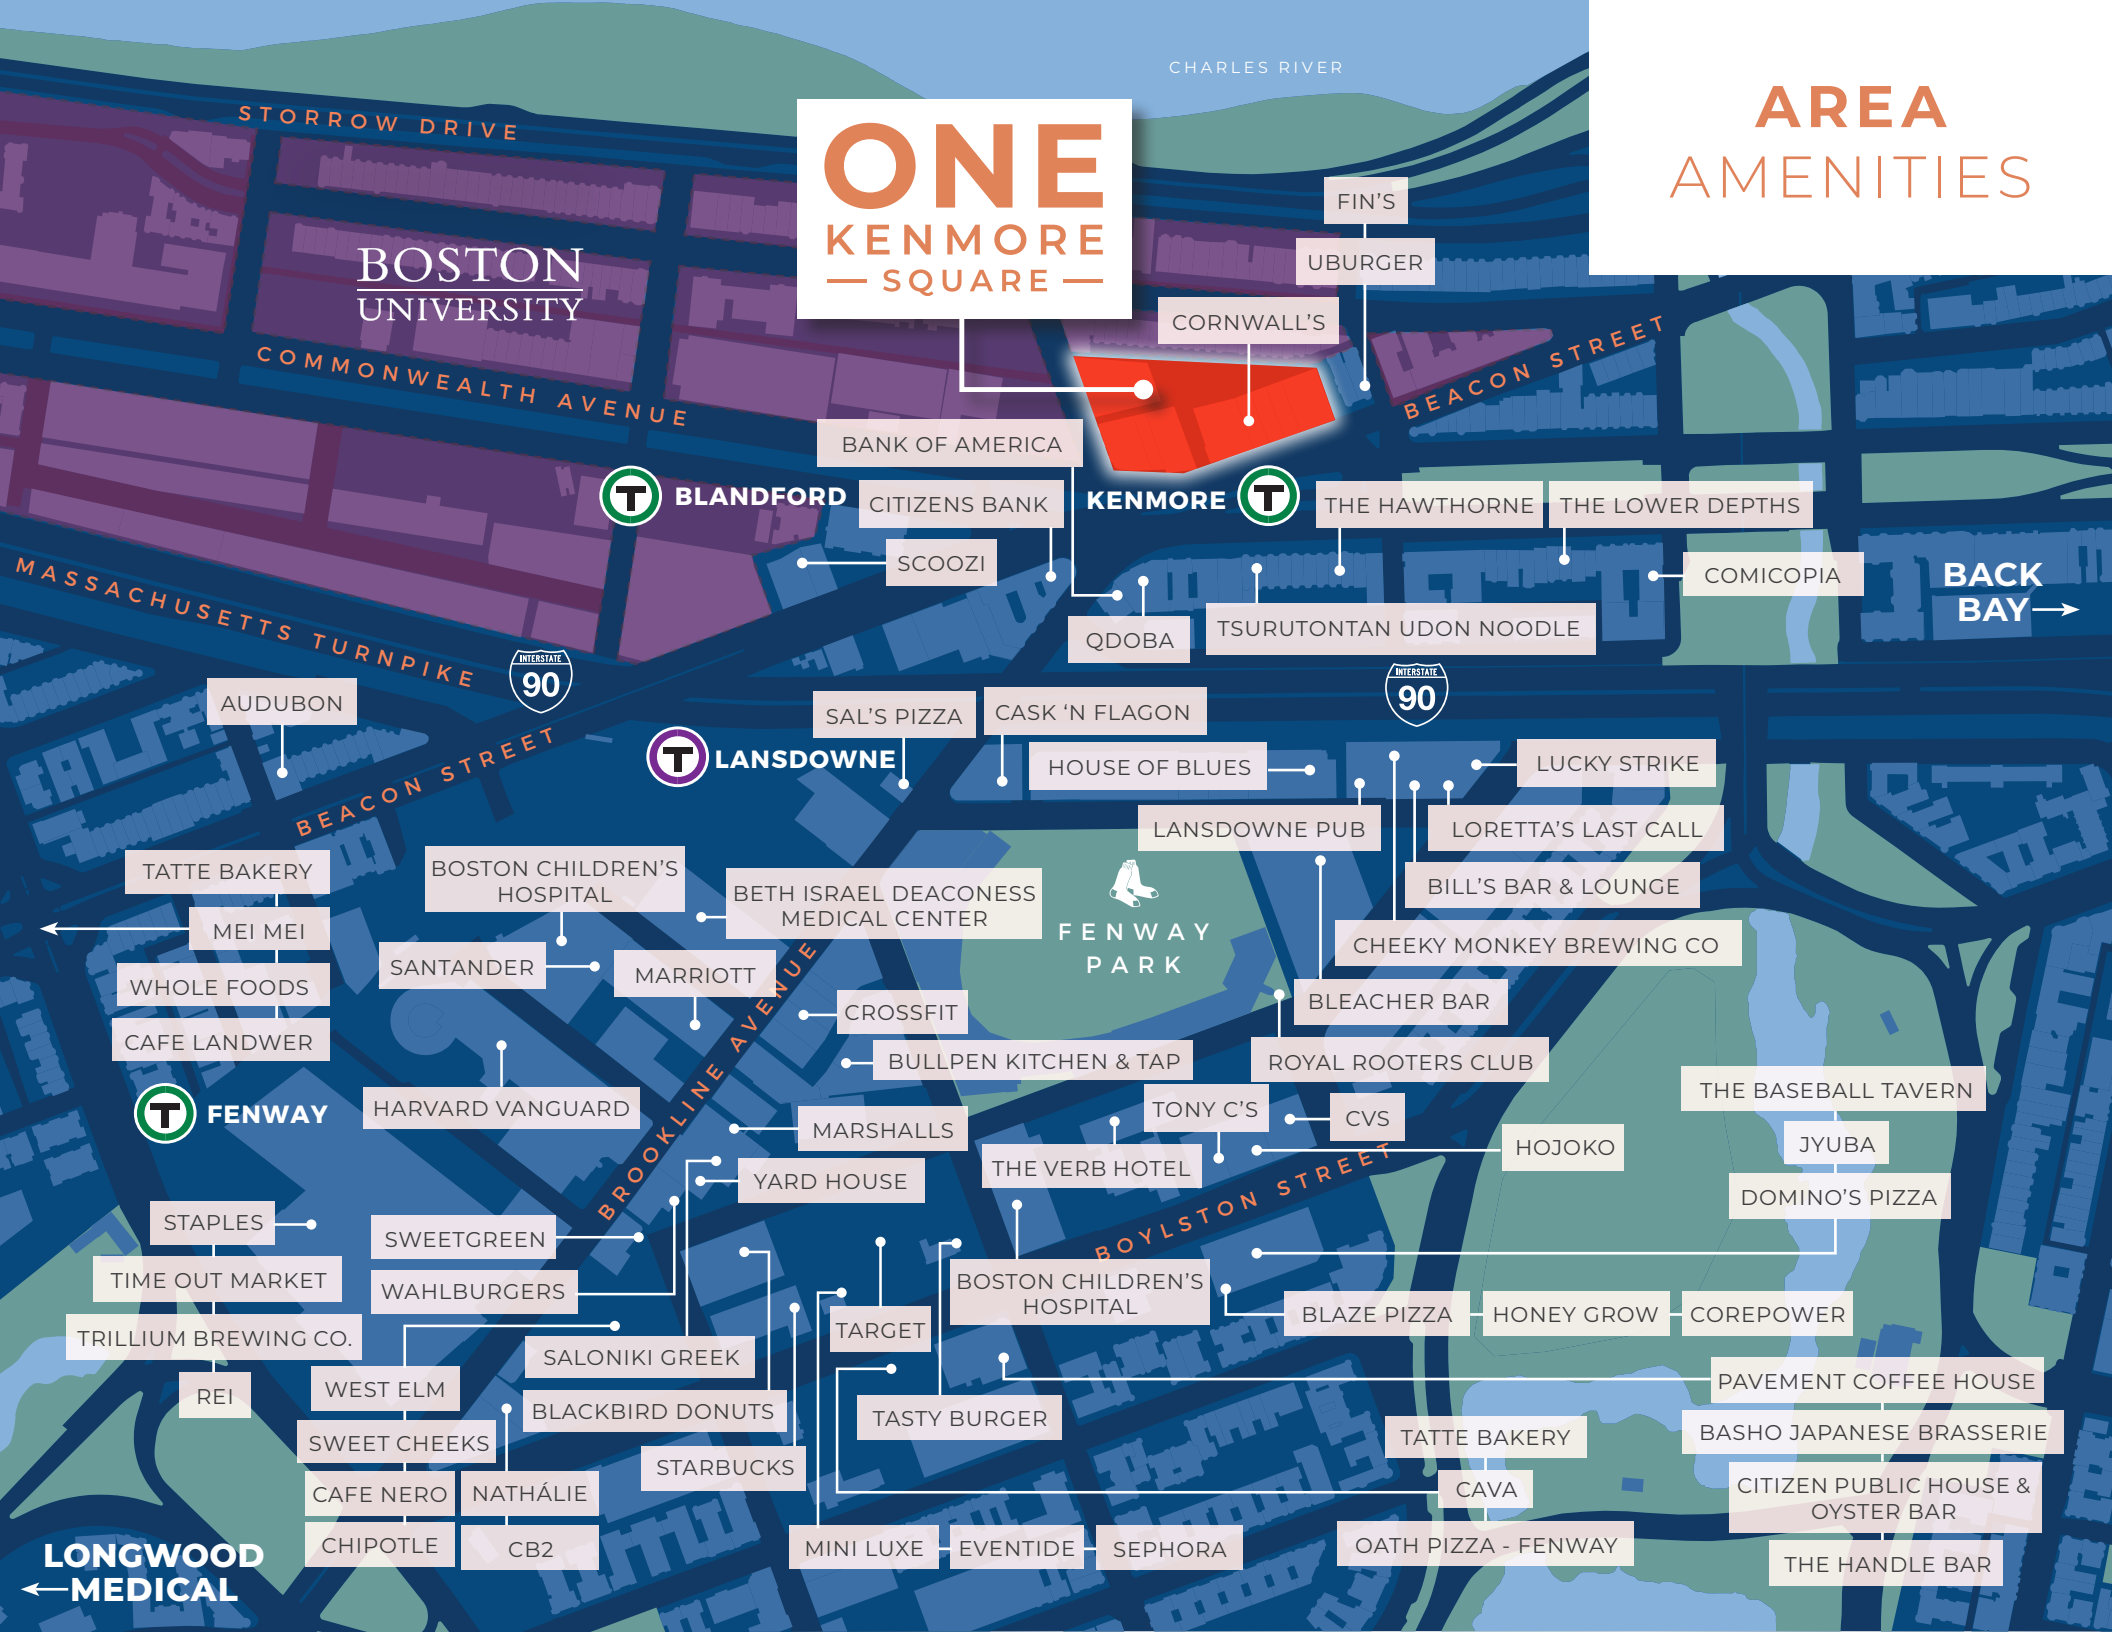 CHARLES RIVER
AREA
AMENITIES
STORROW DRIVE
ONE
KENMORE
SQUARE
FIN'S
UBURGER
CORNWALL'S
BOSTON
UNIVERSITY
COMMONWEALTH AVENUE
BEACON STREET
BANK OF AMERICA
BLANDFORD
T
CITIZENS BANK
KENMORE
T
THE HAWTHORNE
THE LOWER DEPTHS
SCOOZI
COMICOPIA
BACK
BAY
MASSACHUSETTS TURNPIKE
QDOBA
TSURUTONTAN UDON NOODLE
INTERSTATE
90
INTERSTATE
90
AUDUBON
SAL'S PIZZA
CASK ‘N FLAGON
BEACON STREET
T
LANSDOWNE
HOUSE OF BLUES
LUCKY STRIKE
LANSDOWNE PUB
LORETTA'S LAST CALL
TATTE BAKERY
BOSTON CHILDREN'S
HOSPITAL
BETH ISRAEL DEACONESS
MEDICAL CENTER
BILL'S BAR & LOUNGE
MEI MEI
FENWAY
PARK
CHEEKY MONKEY BREWING CO
SANTANDER
MARRIOTT
WHOLE FOODS
BLEACHER BAR
CROSSFIT
CAFE LANDWER
BROOKLINE AVENUE
BULLPEN KITCHEN & TAP
ROYAL ROOTERS CLUB
THE BASEBALL TAVERN
T
FENWAY
HARVARD VANGUARD
TONY C'S
CVS
MARSHALLS
HOJOKO
JYUBA
THE VERB HOTEL
YARD HOUSE
DOMINO'S PIZZA
BOYLSTON STREET
STAPLES
SWEETGREEN
TIME OUT MARKET
WAHLBURGERS
BOSTON CHILDREN'S
HOSPITAL
BLAZE PIZZA
HONEY GROW
COREPOWER
TRILLIUM BREWING CO.
TARGET
SALONIKI GREEK
REI
WEST ELM
PAVEMENT COFFEE HOUSE
BLACKBIRD DONUTS
TASTY BURGER
SWEET CHEEKS
TATTE BAKERY
BASHO JAPANESE BRASSERIE
STARBUCKS
CAFE NERO
NATHÁLIE
CAVA
CITIZEN PUBLIC HOUSE &
OYSTER BAR
CHIPOTLE
CB2
MINI LUXE
EVENTIDE
SEPHORA
OATH PIZZA - FENWAY
THE HANDLE BAR
LONGWOOD
MEDICAL